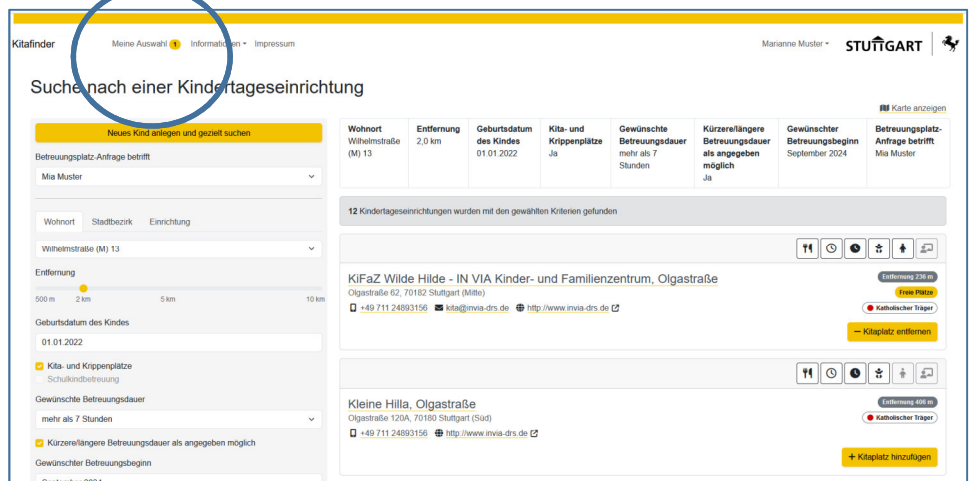 Kitafinder
Meine Auswahl 1 Informationen Impressum
Marianne Muster
STUTTGART
Suche nach einer Kindertageseinrichtung
Karte anzeigen
Neues Kind anlegen und gezielt suchen
Betreuungsplatz-Anfrage betrifft
Mia Muster
Wohnort Stadtbezirk Einrichtung
Wilhelmstraße (M) 13
Entfernung
500 m 2 km 5 km 10 km
Geburtsdatum des Kindes
01.01.2022
Kita- und Krippenplätze
Schulkindbetreuung
Gewünschte Betreuungsdauer
mehr als 7 Stunden
Kürzere/längere Betreuungsdauer als angegeben möglich
Gewünschter Betreuungsbeginn
September 2024
Wohnort
Wilhelmstraße
(M) 13
Entfernung
2,0 km
Geburtsdatum
des Kindes
01.01.2022
Kita- und
Krippenplätze
Ja
Gewünschte
Betreuungsdauer
mehr als 7
Stunden
Kürzere/längere
Betreuungsdauer
als angegeben
möglich
Ja
Gewünschter
Betreuungsbeginn
September 2024
Betreuungsplatz-
Anfrage betrifft
Mia Muster
12 Kindertageseinrichtungen wurden mit den gewählten Kriterien gefunden
KiFaZ Wilde Hilde - IN VIA Kinder- und Familienzentrum, Olgastraße
Olgastraße 62, 70182 Stuttgart (Mitte)
+49 711 24893156 kita@invia-drs.de http://www.invia-drs.de
Entfernung 236 m
Freie Plätze
Katholischer Träger
Kitaplatz entfernen
Kleine Hilla, Olgastraße
Olgastraße 120A, 70180 Stuttgart (Süd)
+49 711 24893156 http://www.invia-drs.de
Entfernung 406 m
Katholischer Träger
+ Kitaplatz hinzufügen